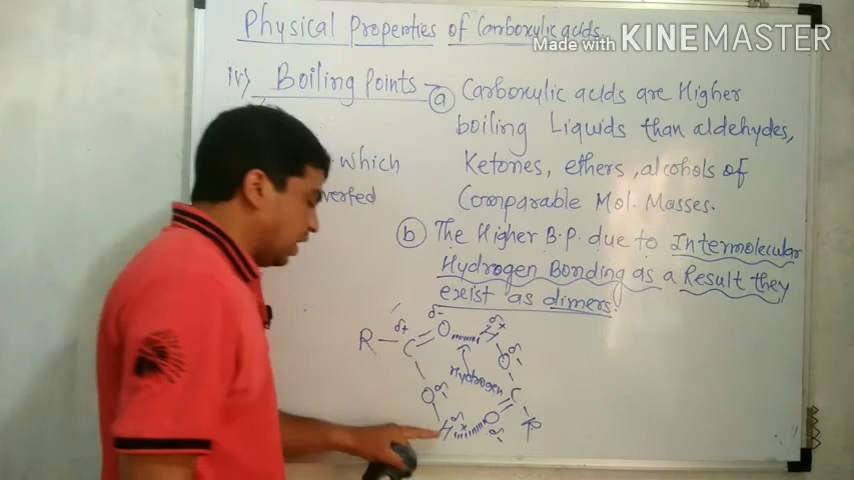 Physical Properties of Carboxylic acids.
Made with KINEMASTER
iv) Boiling Points
which
verted
(a) Carboxylic acids are Higher
boiling Liquids than aldehydes,
Ketones, ethers, alcohols of
Comparable Mol. Masses.
(b) The Higher B.P. due to Intermolecular
Hydrogen Bonding as a Result they
exeist as dimers.
R — C = O H
δ+ δ- δ+
O δ-
Hydrogen
O δ- C
H δ+ O δ- R